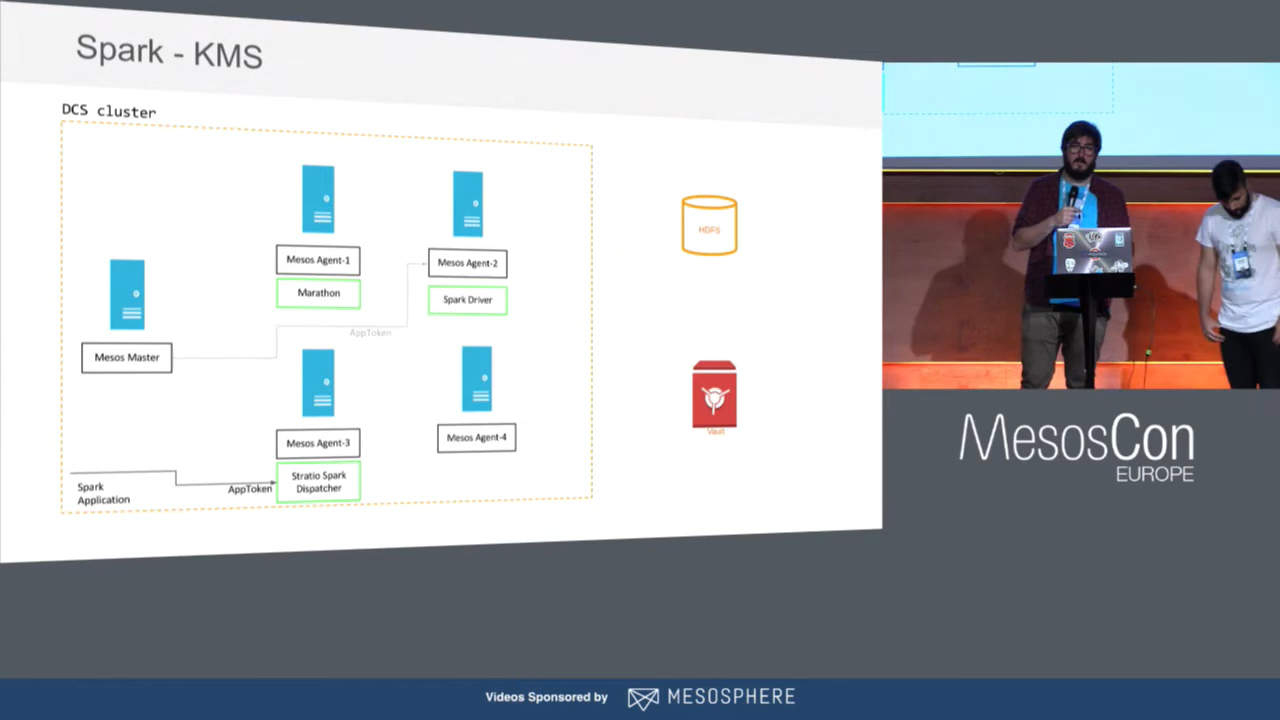 Spark - KMS
DCS cluster
Mesos Agent-1
Marathon
Mesos Agent-2
Spark Driver
HDFS
AppToken
Mesos Master
Mesos Agent-3
Stratio Spark
Dispatcher
Mesos Agent-4
Vault
Spark
Application
AppToken
MesosCon
EUROPE
Videos Sponsored by
MESOSPHERE